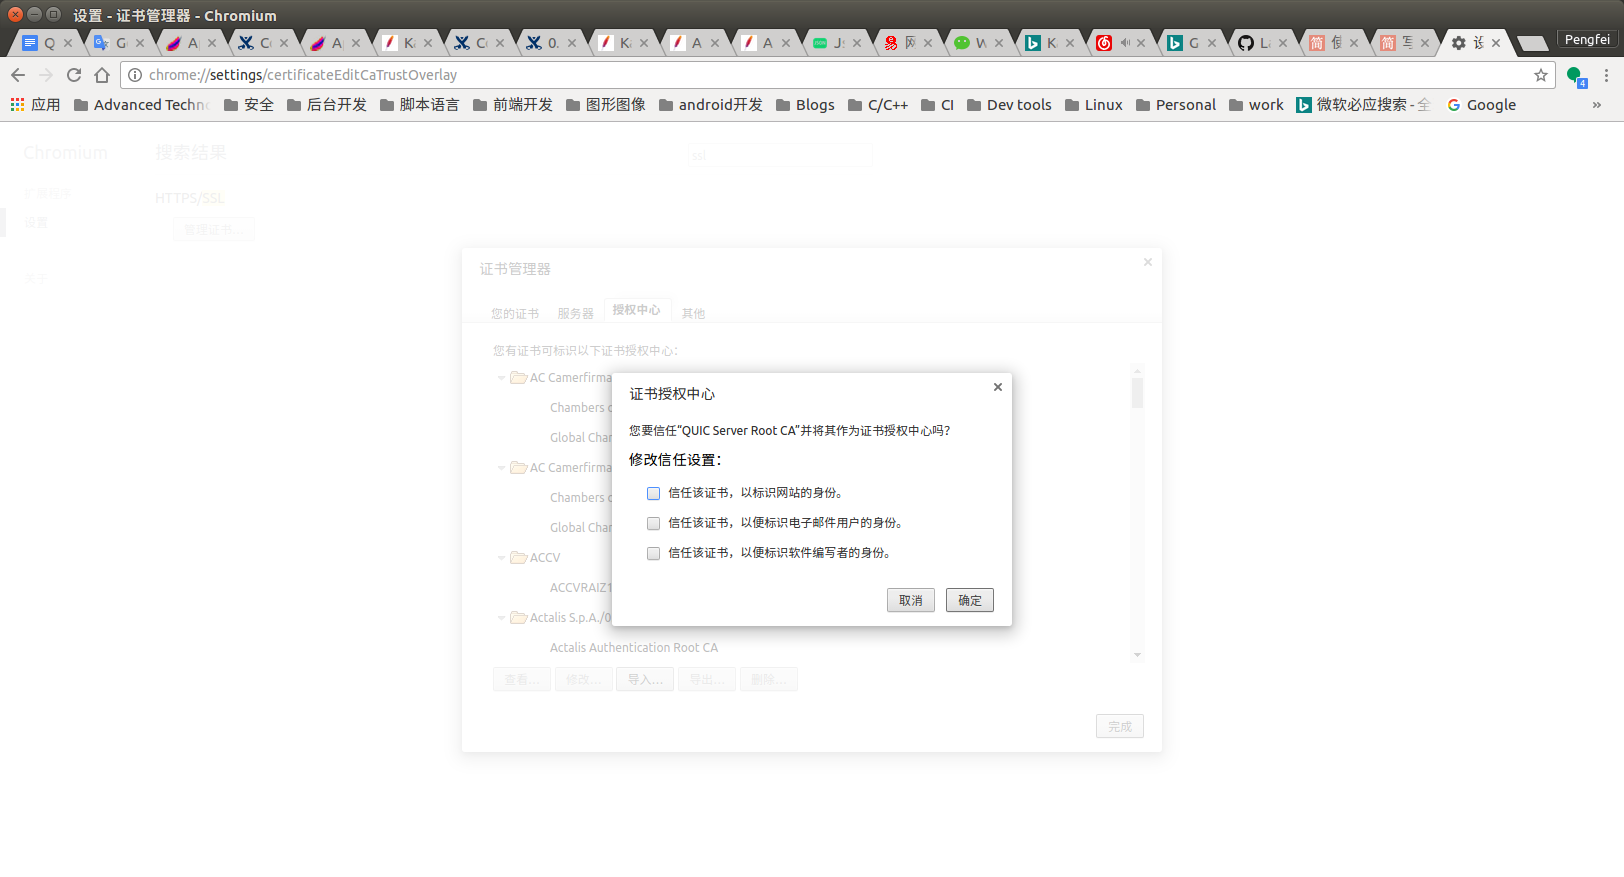 设置 - 证书管理器 - Chromium
Pengfei
chrome://settings/certificateEditCaTrustOverlay
4
应用 Advanced Techno 安全 后台开发 脚本语言 前端开发 图形图像 android开发 Blogs C/C++ CI Dev tools Linux Personal work 微软必应搜索 - 全 Google »
Chromium
搜索结果
ssl
扩展程序
HTTPS/SSL
设置
管理证书...
关于
证书管理器
您的证书 服务器 授权中心 其他
您有证书可标识以下证书授权中心：
AC Camerfirma
Chambers
Global Cha
AC Camerfirma
Chambers
Global Cha
ACCV
ACCVRAIZ1
Actalis S.p.A./0
Actalis Authentication Root CA
查看... 修改... 导入... 导出... 删除...
完成
证书授权中心
您要信任“QUIC Server Root CA”并将其作为证书授权中心吗？
修改信任设置：
信任该证书，以标识网站的身份。
信任该证书，以便标识电子邮件用户的身份。
信任该证书，以便标识软件编写者的身份。
取消 确定